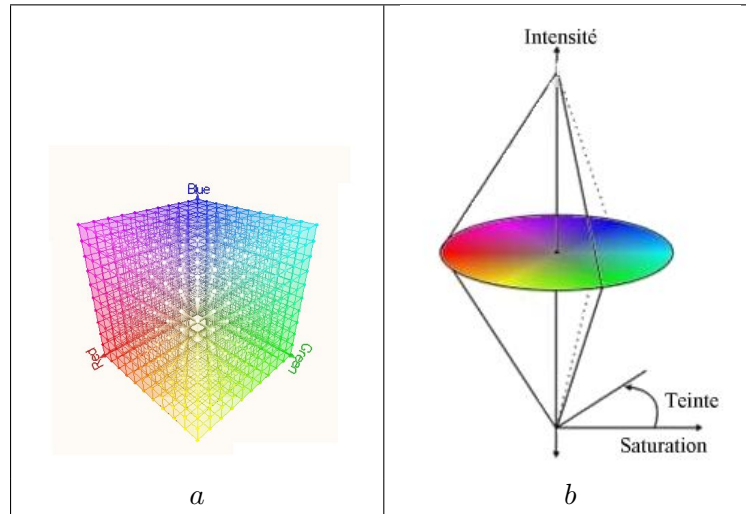 Blue
Red
Green
a
Intensité
Teinte
Saturation
b